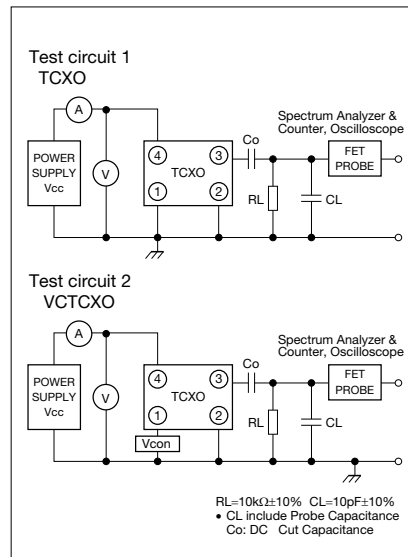 Test circuit 1
TCXO
A
Spectrum Analyzer &
Counter, Oscilloscope
Co
POWER
SUPPLY
Vcc
V
4
3
TCXO
1
2
RL
CL
FET
PROBE
Test circuit 2
VCTCXO
A
Spectrum Analyzer &
Counter, Oscilloscope
Co
POWER
SUPPLY
Vcc
V
4
3
TCXO
1
2
Vcon
RL
CL
FET
PROBE
RL=10kΩ±10% CL=10pF±10%
• CL include Probe Capacitance
Co: DC Cut Capacitance